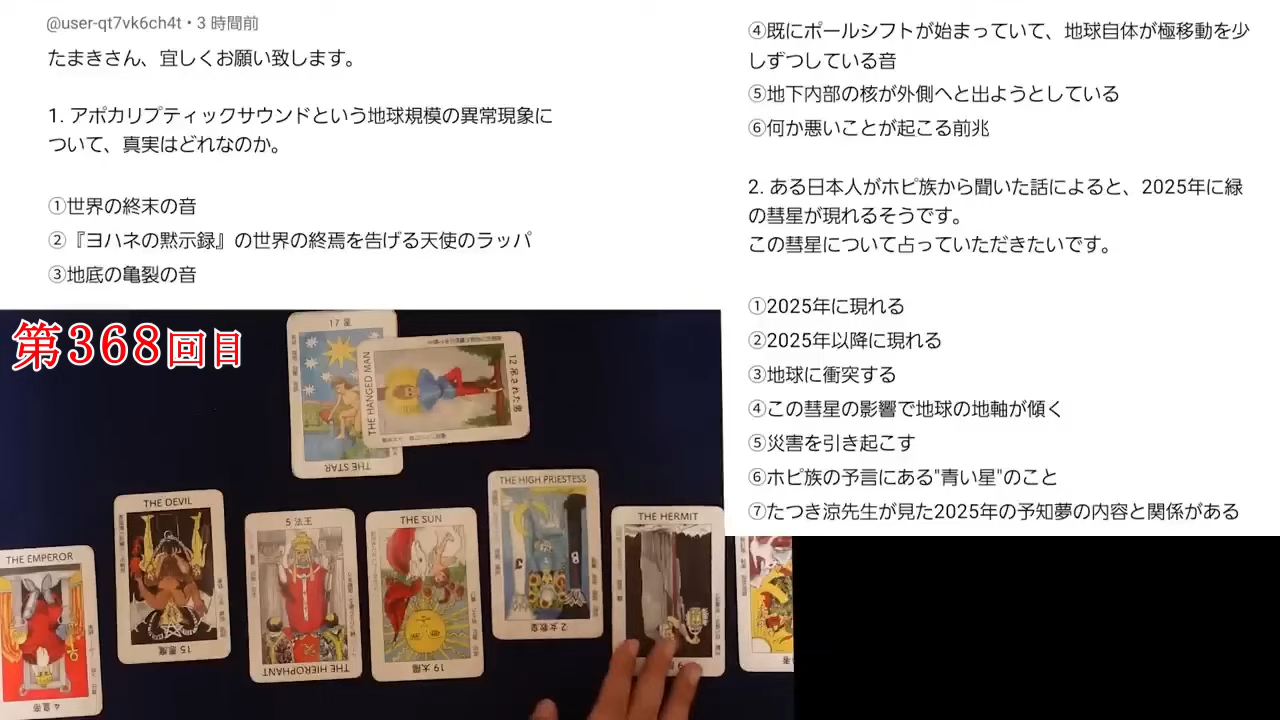 @user-qt7vk6ch4t • 3 時間前
たまきさん、宜しくお願い致します。
1. アポカリプティックサウンドという地球規模の異常現象に
ついて、真実はどれなのか。
①世界の終末の音
②『ヨハネの黙示録』の世界の終焉を告げる天使のラッパ
③地底の亀裂の音
④既にポールシフトが始まっていて、地球自体が極移動を少
しずつしている音
⑤地下内部の核が外側へと出ようとしている
⑥何か悪いことが起こる前兆
2. ある日本人がホピ族から聞いた話によると、2025年に緑
の彗星が現れるそうです。
この彗星について占っていただきたいです。
①2025年に現れる
②2025年以降に現れる
③地球に衝突する
④この彗星の影響で地球の地軸が傾く
⑤災害を引き起こす
⑥ホピ族の予言にある"青い星"のこと
⑦たつき涼先生が見た2025年の予知夢の内容と関係がある
第368回目
17 星
THE STAR
THE HANGED MAN
12 吊された男
THE EMPEROR
4 皇帝
THE DEVIL
15 悪魔
5 法王
THE HIEROPHANT
THE SUN
19 太陽
THE HIGH PRIESTESS
2 女教皇
THE HERMIT
9